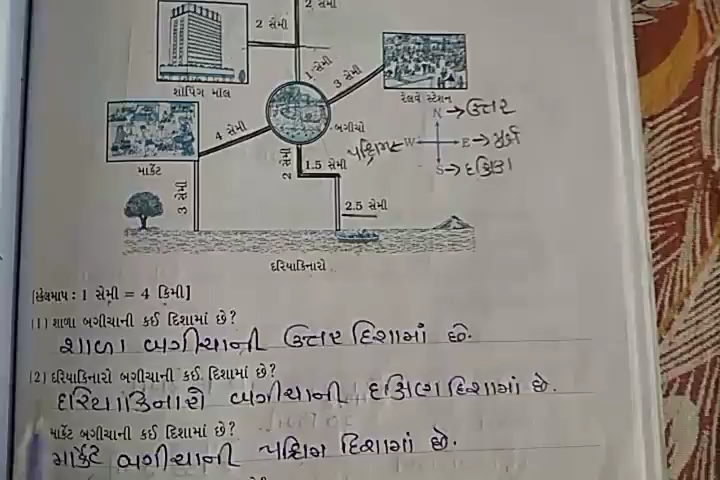 2 સેમી
2 સેમી
શોપિંગ મૉલ
1 સેમી
3 સેમી
રેલવે સ્ટેશન
N → ઉત્તર
4 સેમી
બગીચો
પશ્ચિમ ← W
E → પૂર્વ
S → દક્ષિણ
માર્કેટ
2 સેમી
1.5 સેમી
3 સેમી
2.5 સેમી
દરિયાકિનારો
[સ્કેલમાપ : 1 સેમી = 4 કિમી]
(1) શાળા બગીચાની કઈ દિશામાં છે?
શાળા બગીચાની ઉત્તર દિશામાં છે.
(2) દરિયાકિનારો બગીચાની કઈ દિશામાં છે?
દરિયાકિનારો બગીચાની દક્ષિણ દિશામાં છે.
માર્કેટ બગીચાની કઈ દિશામાં છે?
માર્કેટ બગીચાની પશ્ચિમ દિશામાં છે.